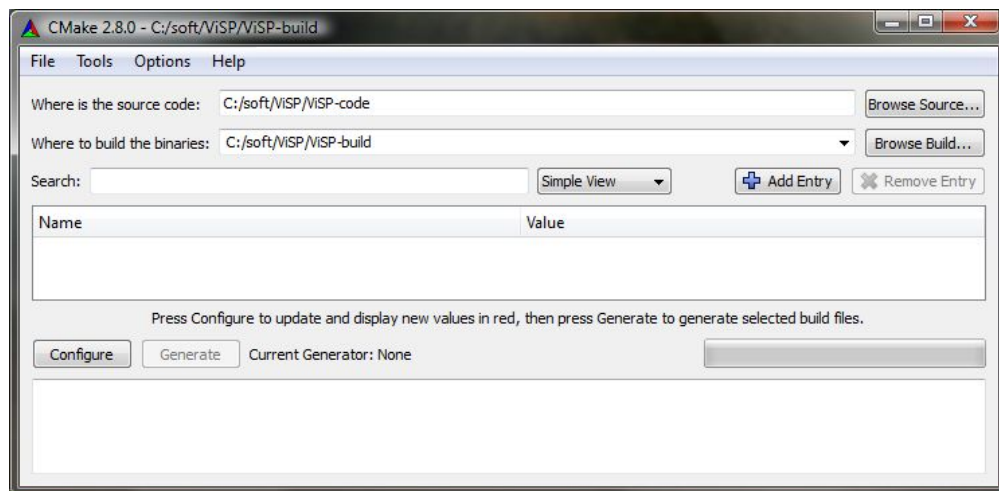 CMake 2.8.0 - C:/soft/ViSP/ViSP-build
File Tools Options Help
Where is the source code: C:/soft/ViSP/ViSP-code Browse Source...
Where to build the binaries: C:/soft/ViSP/ViSP-build Browse Build...
Search: Simple View Add Entry Remove Entry
Name Value
Press Configure to update and display new values in red, then press Generate to generate selected build files.
Configure Generate Current Generator: None